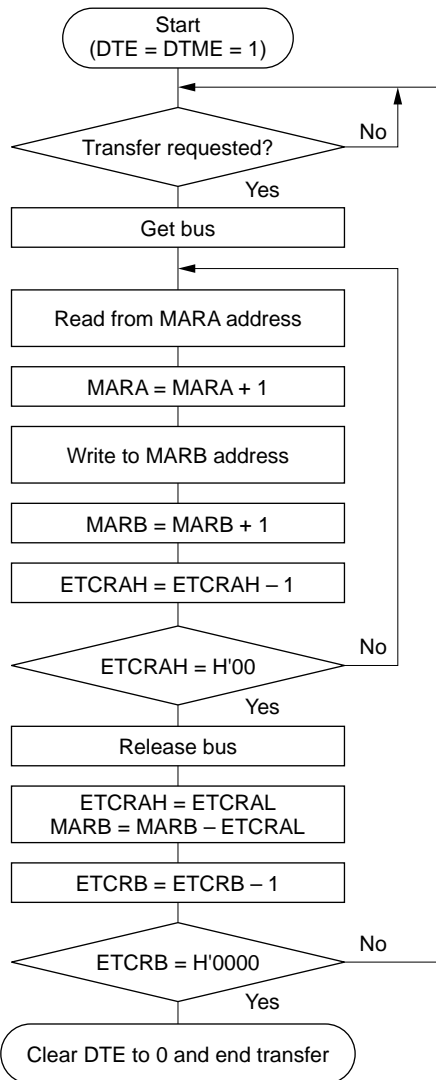 Start
(DTE = DTME = 1)
Transfer requested?
No
Yes
Get bus
Read from MARA address
MARA = MARA + 1
Write to MARB address
MARB = MARB + 1
ETCRAH = ETCRAH – 1
ETCRAH = H'00
No
Yes
Release bus
ETCRAH = ETCRAL
MARB = MARB – ETCRAL
ETCRB = ETCRB – 1
ETCRB = H'0000
No
Yes
Clear DTE to 0 and end transfer